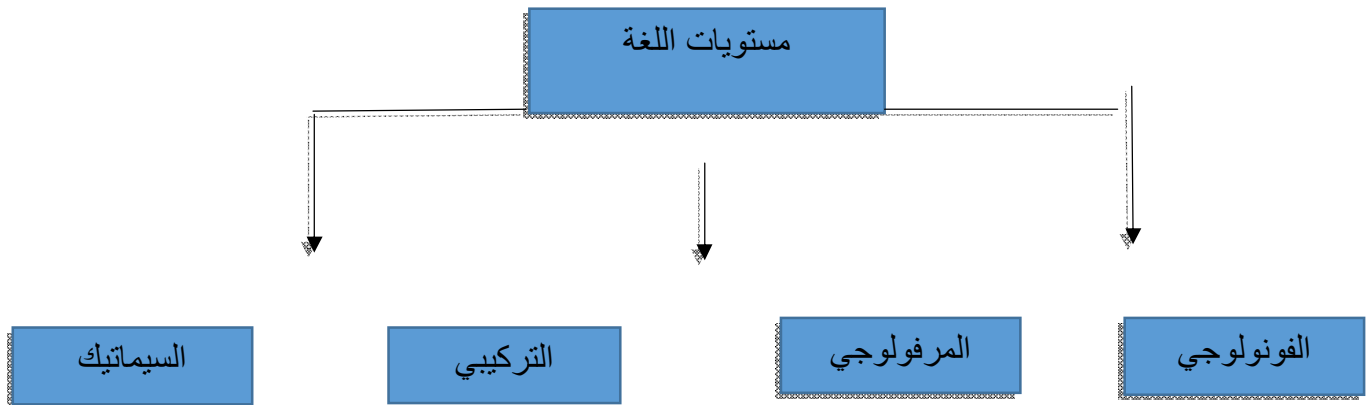 مستويات اللغة
الفونولوجي
المرفولوجي
التركيبي
السيماتيك